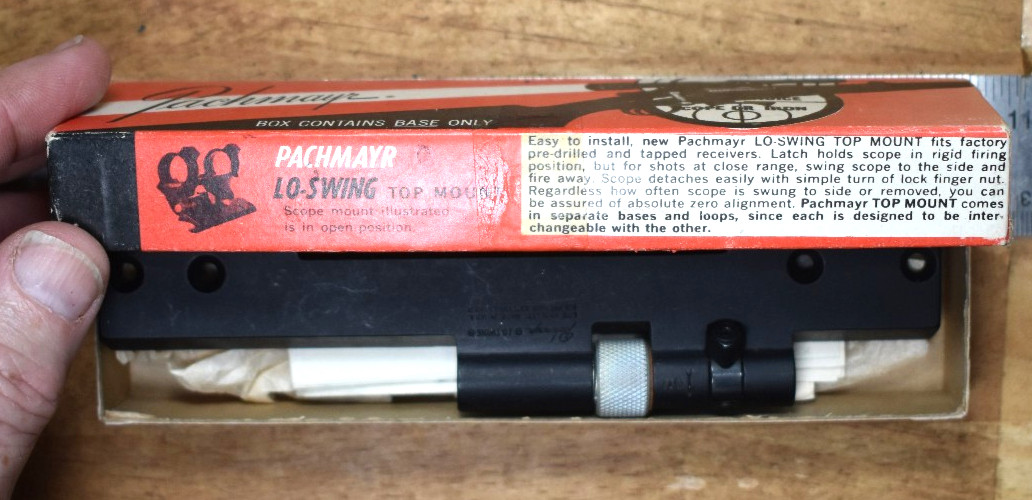 Pachmayr.
SCOPE OR IRON
BOX CONTAINS BASE ONLY
PACHMAYR
LO-SWING TOP MOUNT
Scope mount illustrated
is in open position.
Easy to install, new Pachmayr LO-SWING TOP MOUNT fits factory
pre-drilled and tapped receivers. Latch holds scope in rigid firing
position, but for shots at close range, swing scope to the side and
fire away. Scope detaches easily with simple turn of lock finger nut.
Regardless how often scope is swung to side or removed, you can
be assured of absolute zero alignment. Pachmayr TOP MOUNT comes
in separate bases and loops, since each is designed to be inter-
changeable with the other.
11